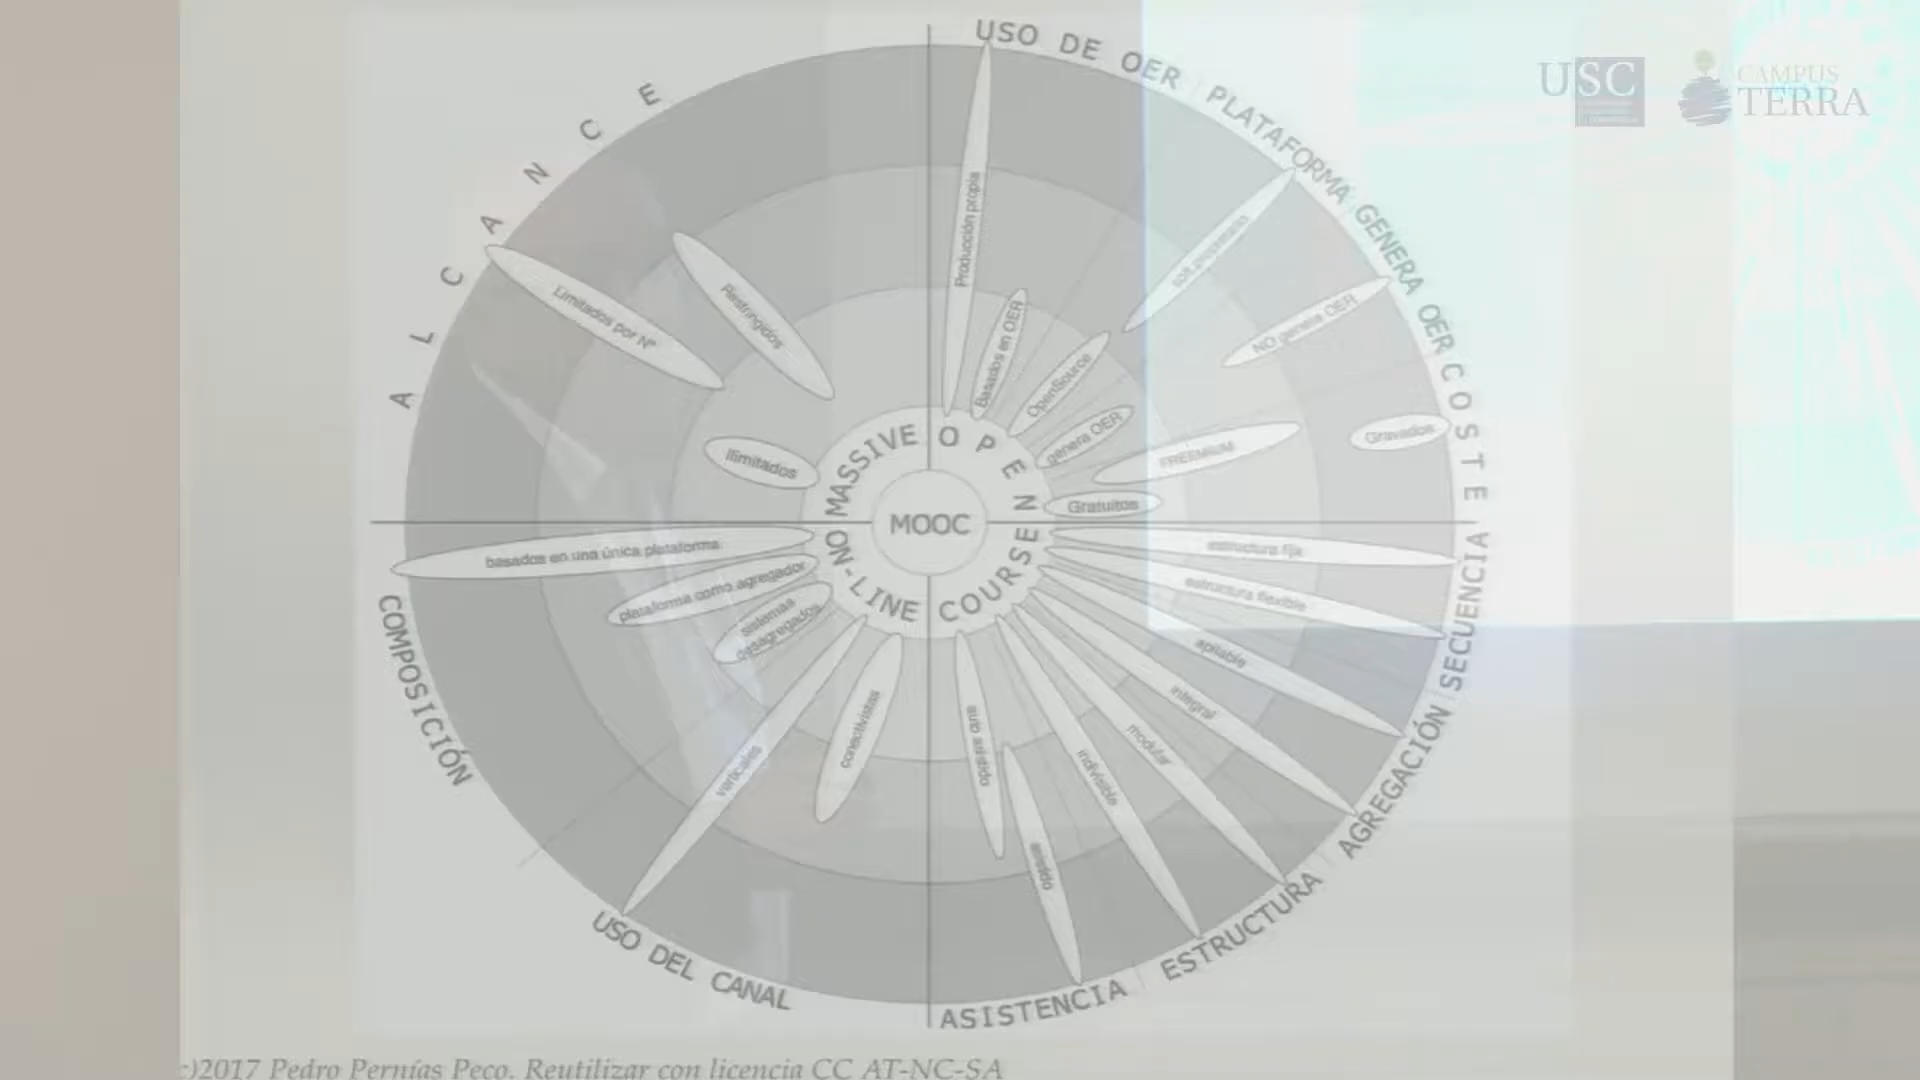 USC
CAMPUS
TERRA
ALCANCE
USO DE OER
PLATAFORMA
GENERA OER
COSTE
SECUENCIA
AGREGACIÓN
ESTRUCTURA
ASISTENCIA
USO DEL CANAL
COMPOSICIÓN
MOOC
MASSIVE
OPEN
ON-LINE
COURSE
Limitados por Nº
Restringidos
Ilimitados
Producción propia
Basados en OER
OpenSource
NO genera OER
genera OER
FREEMIUM
Gravados
Gratuitos
estructura fija
estructura flexible
apilable
integral
modular
indivisible
asistido
auto asistido
conectivistas
verticales
basados en una única plataforma
plataforma como agregador
sistemas
)2017 Pedro Pernías Peco. Reutilizar con licencia CC AT-NC-SA